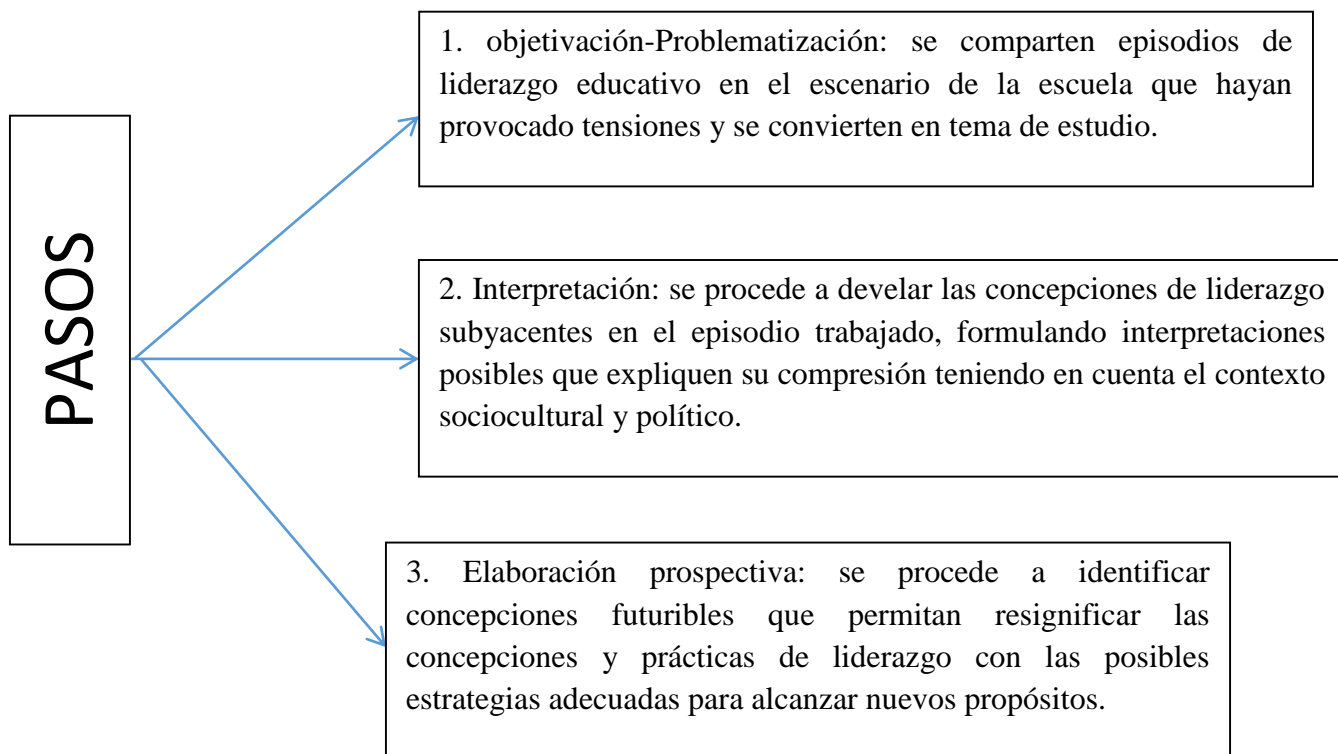 PASOS
1. objetivación-Problematización: se comparten episodios de
liderazgo educativo en el escenario de la escuela que hayan
provocado tensiones y se convierten en tema de estudio.
2. Interpretación: se procede a develar las concepciones de liderazgo
subyacentes en el episodio trabajado, formulando interpretaciones
posibles que expliquen su compresión teniendo en cuenta el contexto
sociocultural y político.
3. Elaboración prospectiva: se procede a identificar
concepciones futuribles que permitan resignificar las
concepciones y prácticas de liderazgo con las posibles
estrategias adecuadas para alcanzar nuevos propósitos.